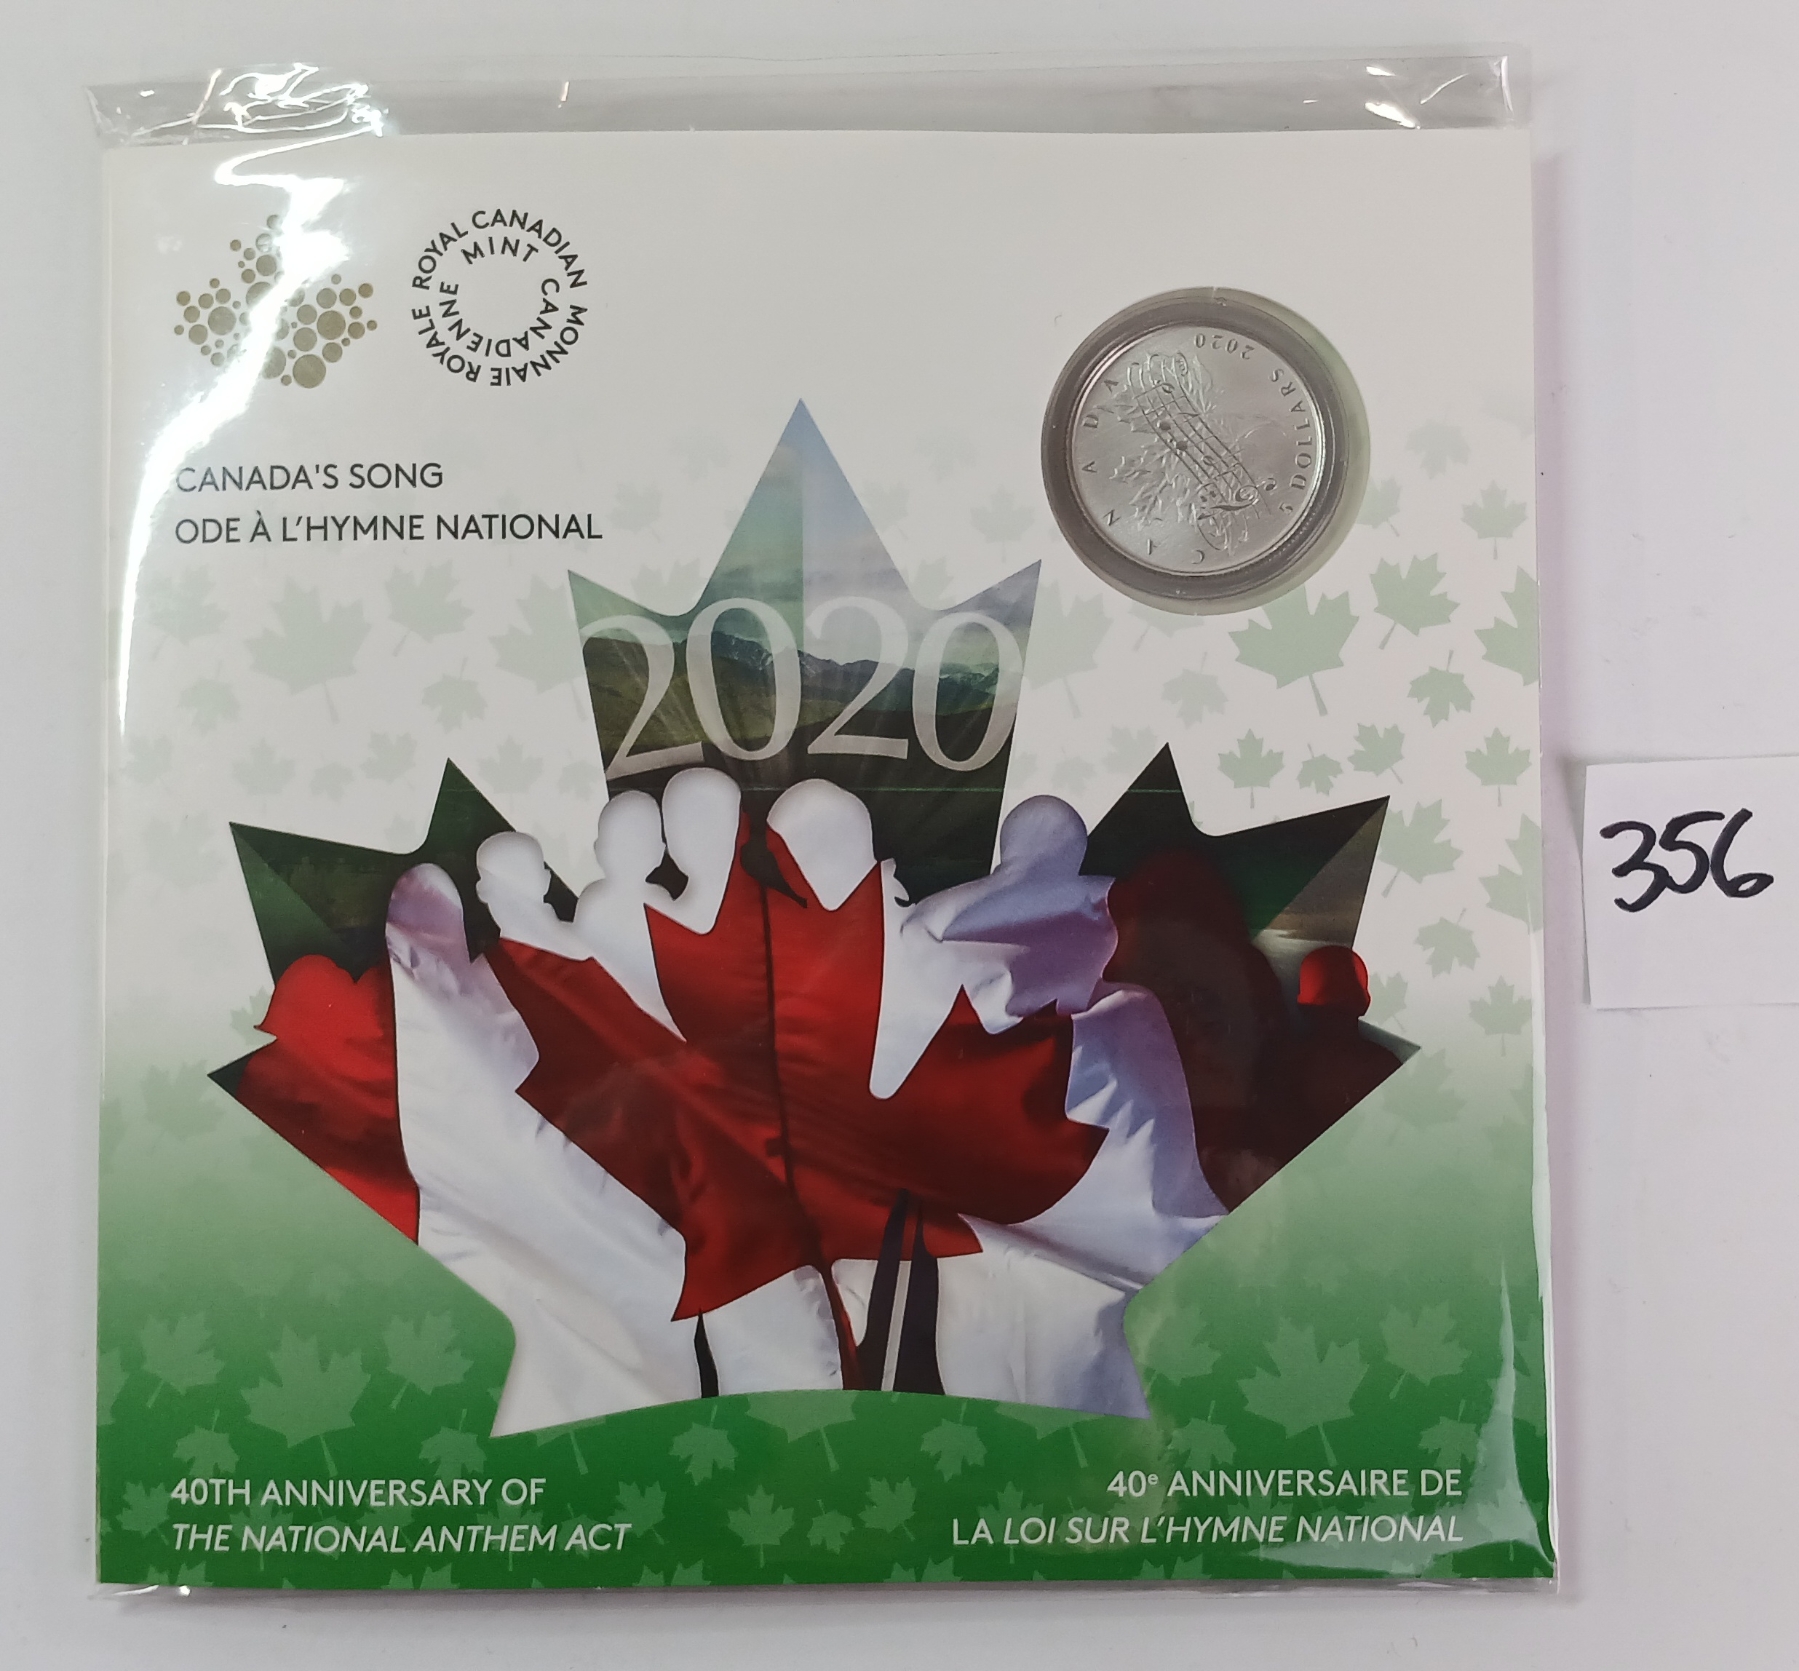 ROYAL CANADIAN MINT
MONNAIE ROYALE CANADIENNE
CANADA 5 DOLLARS 2020
CANADA'S SONG
ODE À L'HYMNE NATIONAL
2020
356
40TH ANNIVERSARY OF
THE NATIONAL ANTHEM ACT
40e ANNIVERSAIRE DE
LA LOI SUR L'HYMNE NATIONAL